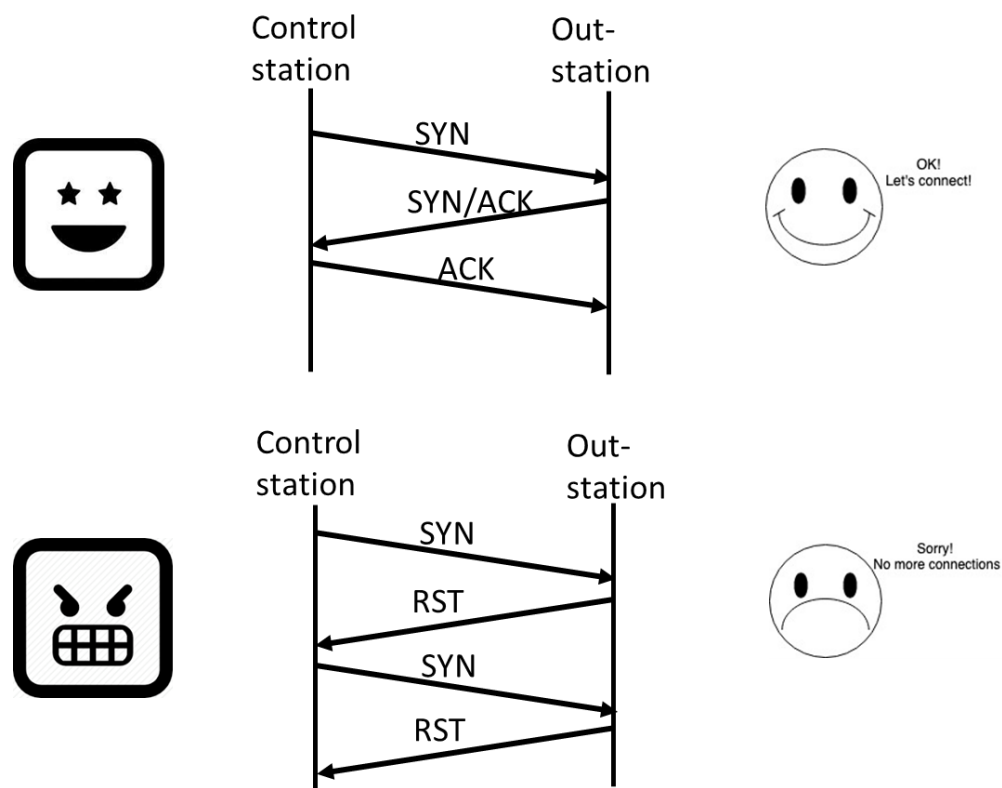 Control
station
Out-
station
SYN
SYN/ACK
ACK
OK!
Let's connect!
Control
station
Out-
station
SYN
RST
SYN
RST
Sorry!
No more connections